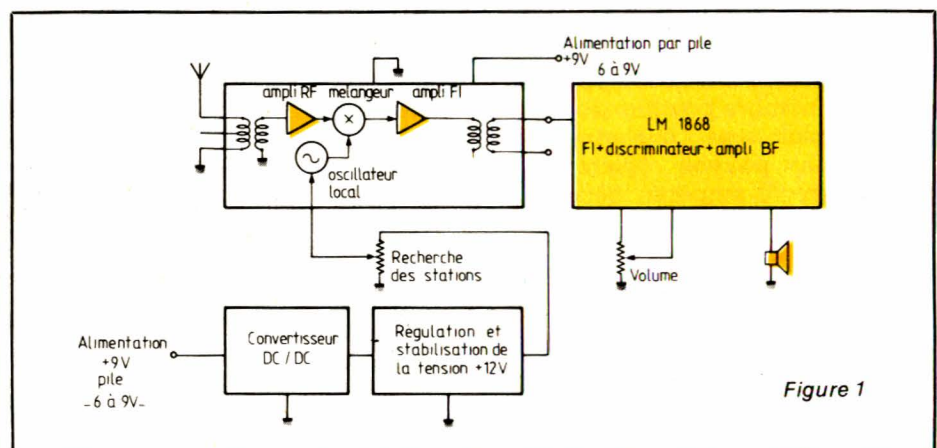 Alimentation par pile
+9V
6 à 9V
ampli RF melangeur ampli FI
oscillateur
local
LM 1868
FI+discriminateur+ampli BF
Recherche
des stations
Volume
Alimentation
+9V
pile
_6 à 9V_
Convertisseur
DC / DC
Régulation et
stabilisation de
la tension +12V
Figure 1